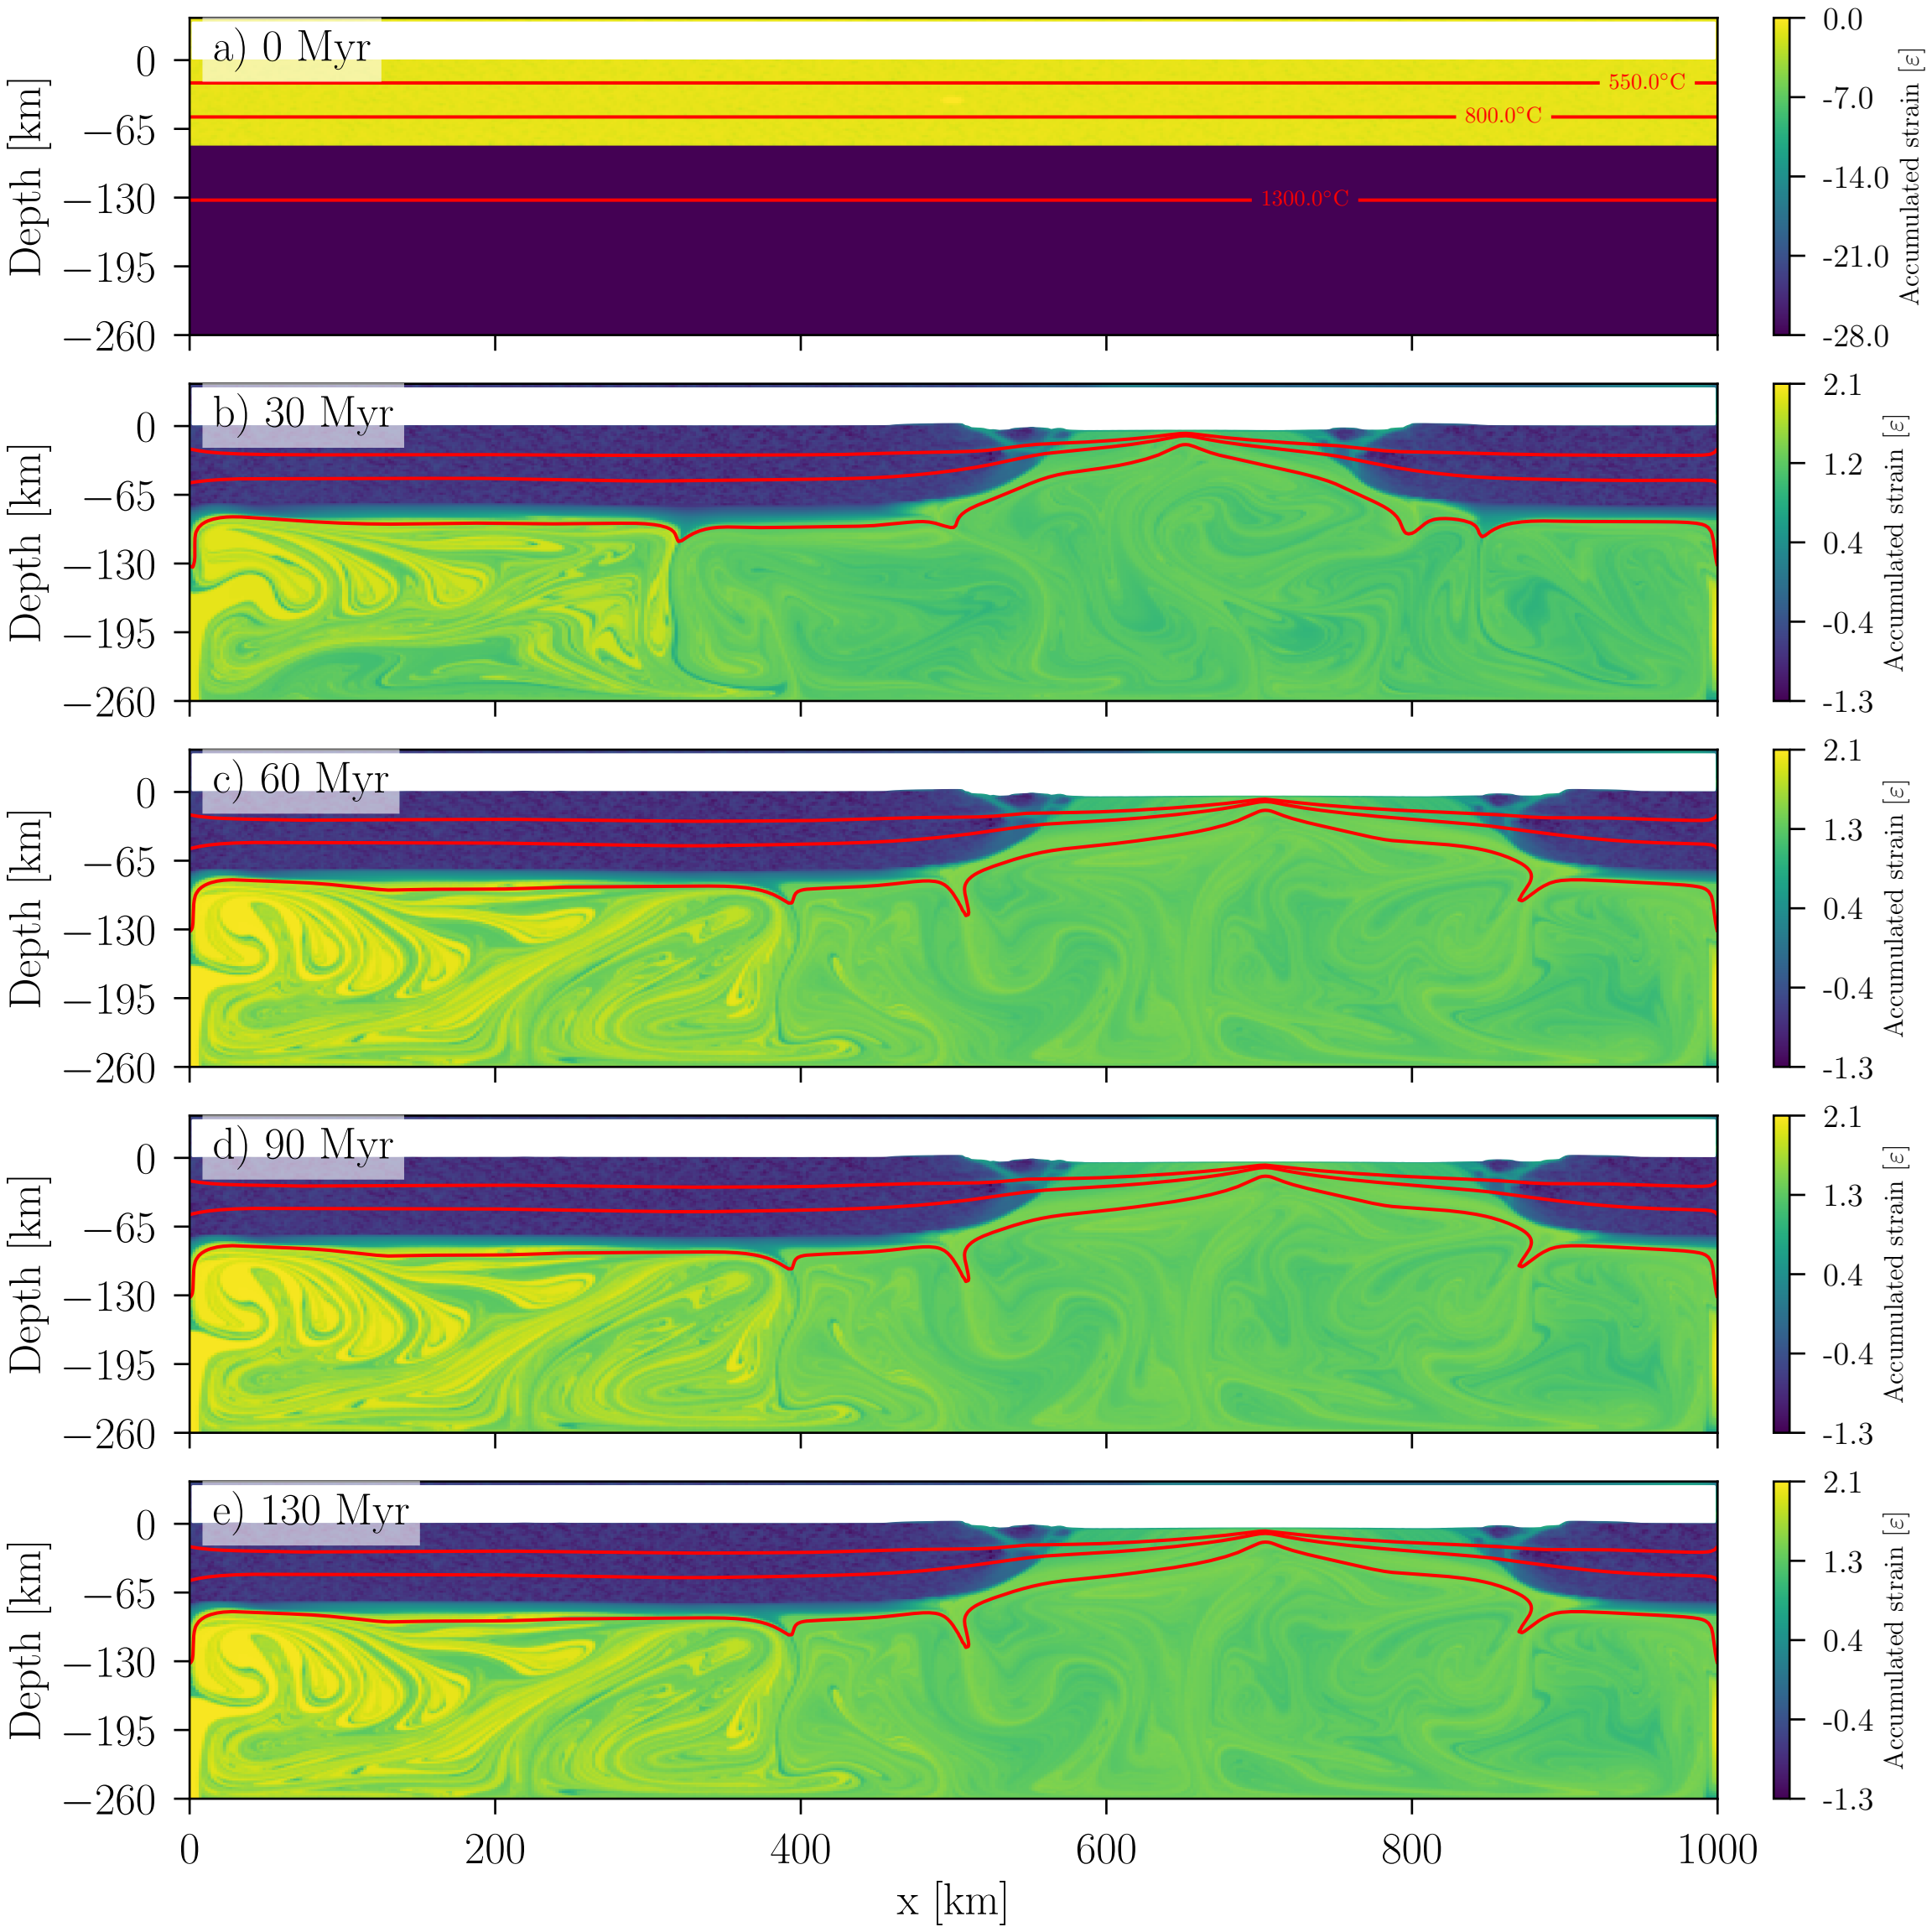 a) 0 Myr
0
−65
−130
−195
−260
Depth [km]
550.0°C
800.0°C
1300.0°C
0.0
-7.0
-14.0
-21.0
-28.0
Accumulated strain [ε]
b) 30 Myr
0
−65
−130
−195
−260
Depth [km]
2.1
1.2
0.4
-0.4
-1.3
Accumulated strain [ε]
c) 60 Myr
0
−65
−130
−195
−260
Depth [km]
2.1
1.3
0.4
-0.4
-1.3
Accumulated strain [ε]
d) 90 Myr
0
−65
−130
−195
−260
Depth [km]
2.1
1.3
0.4
-0.4
-1.3
Accumulated strain [ε]
e) 130 Myr
0
−65
−130
−195
−260
Depth [km]
2.1
1.3
0.4
-0.4
-1.3
Accumulated strain [ε]
0 200 400 600 800 1000
x [km]